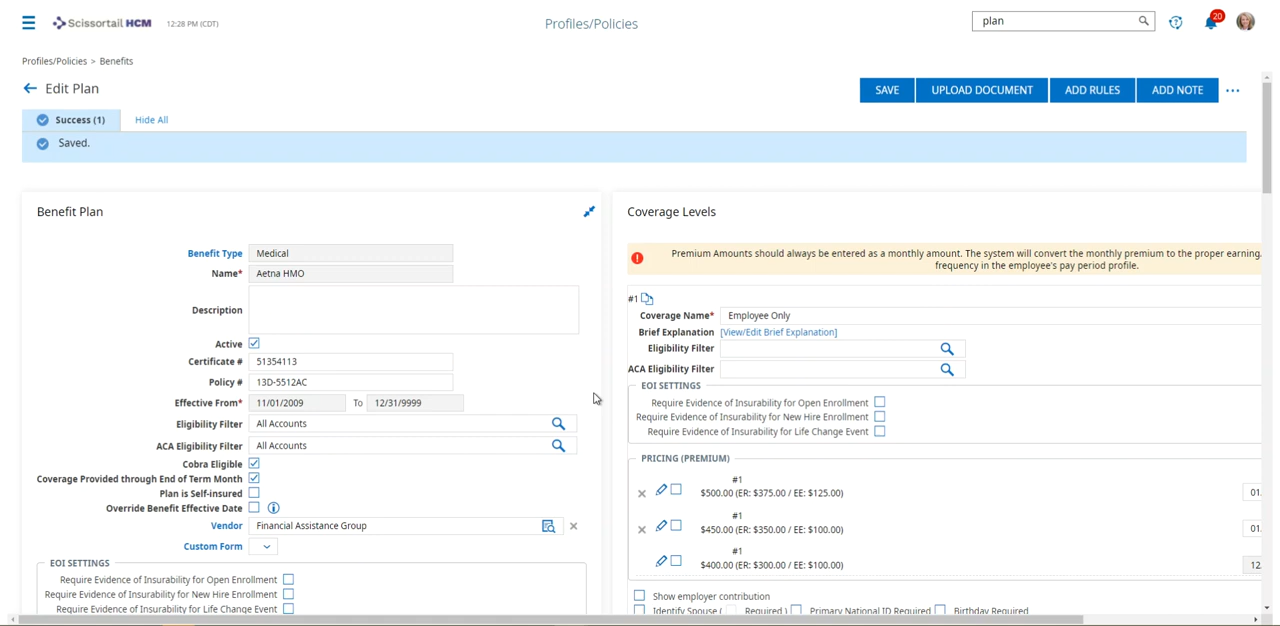 Scissortail HCM
12:28 PM (CDT)
Profiles/Policies
plan
20
Profiles/Policies > Benefits
Edit Plan
SAVE
UPLOAD DOCUMENT
ADD RULES
ADD NOTE
Success (1)
Hide All
Saved.
Benefit Plan
Benefit Type Medical
Name* Aetna HMO
Description
Active
Certificate # 51354113
Policy # 13D-5512AC
Effective From* 11/01/2009 To 12/31/9999
Eligibility Filter All Accounts
ACA Eligibility Filter All Accounts
Cobra Eligible
Coverage Provided through End of Term Month
Plan is Self-insured
Override Benefit Effective Date
Vendor Financial Assistance Group
Custom Form
EOI SETTINGS
Require Evidence of Insurability for Open Enrollment
Require Evidence of Insurability for New Hire Enrollment
Require Evidence of Insurability for Life Change Event
Coverage Levels
Premium Amounts should always be entered as a monthly amount. The system will convert the monthly premium to the proper earning.
frequency in the employee's pay period profile.
#1
Coverage Name* Employee Only
Brief Explanation [View/Edit Brief Explanation]
Eligibility Filter
ACA Eligibility Filter
EOI SETTINGS
Require Evidence of Insurability for Open Enrollment
Require Evidence of Insurability for New Hire Enrollment
Require Evidence of Insurability for Life Change Event
PRICING (PREMIUM)
#1
$500.00 (ER: $375.00 / EE: $125.00) 01.
#1
$450.00 (ER: $350.00 / EE: $100.00) 01.
#1
$400.00 (ER: $300.00 / EE: $100.00) 12.
Show employer contribution
Identify Spouse ( Required ) Primary National ID Required Birthday Required